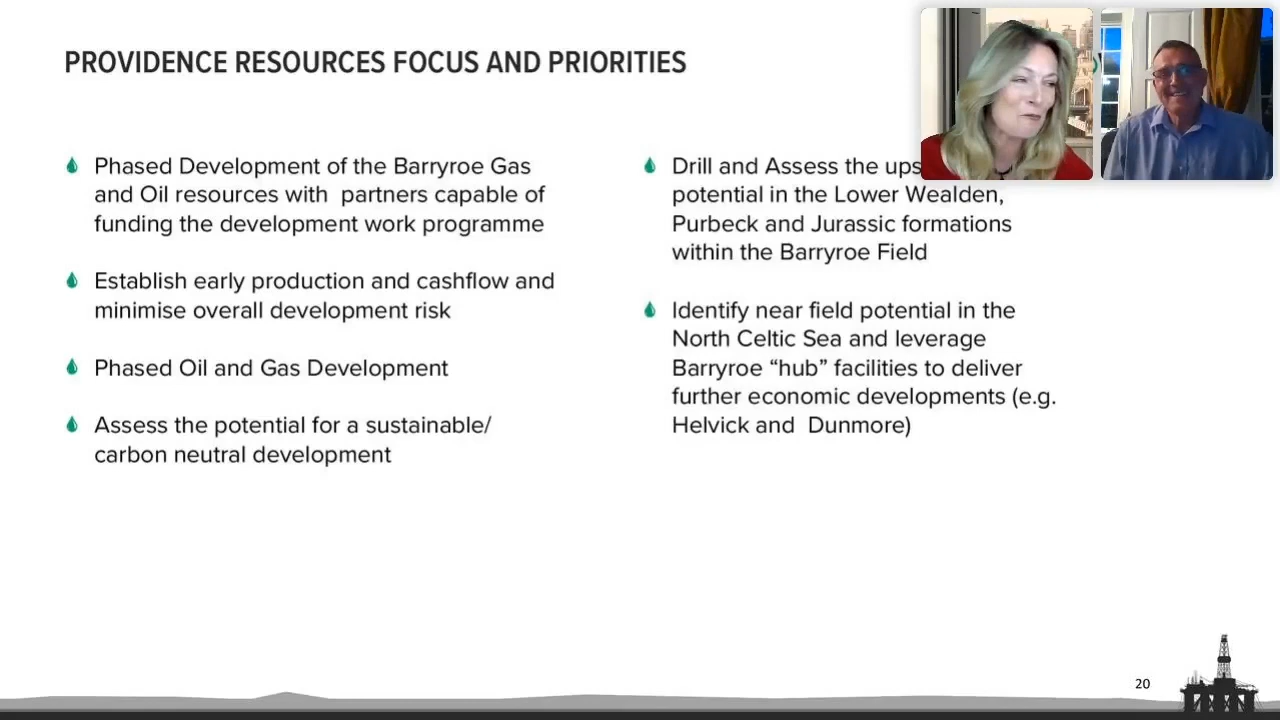 PROVIDENCE RESOURCES FOCUS AND PRIORITIES
Phased Development of the Barryroe Gas
and Oil resources with  partners capable of
funding the development work programme
Establish early production and cashflow and
minimise overall development risk
Phased Oil and Gas Development
Assess the potential for a sustainable/
carbon neutral development
Drill and Assess the
potential in the Lower Wealden,
Purbeck and Jurassic formations
within the Barryroe Field
Identify near field potential in the
North Celtic Sea and leverage
Barryroe “hub” facilities to deliver
further economic developments (e.g.
Helvick and  Dunmore)
20